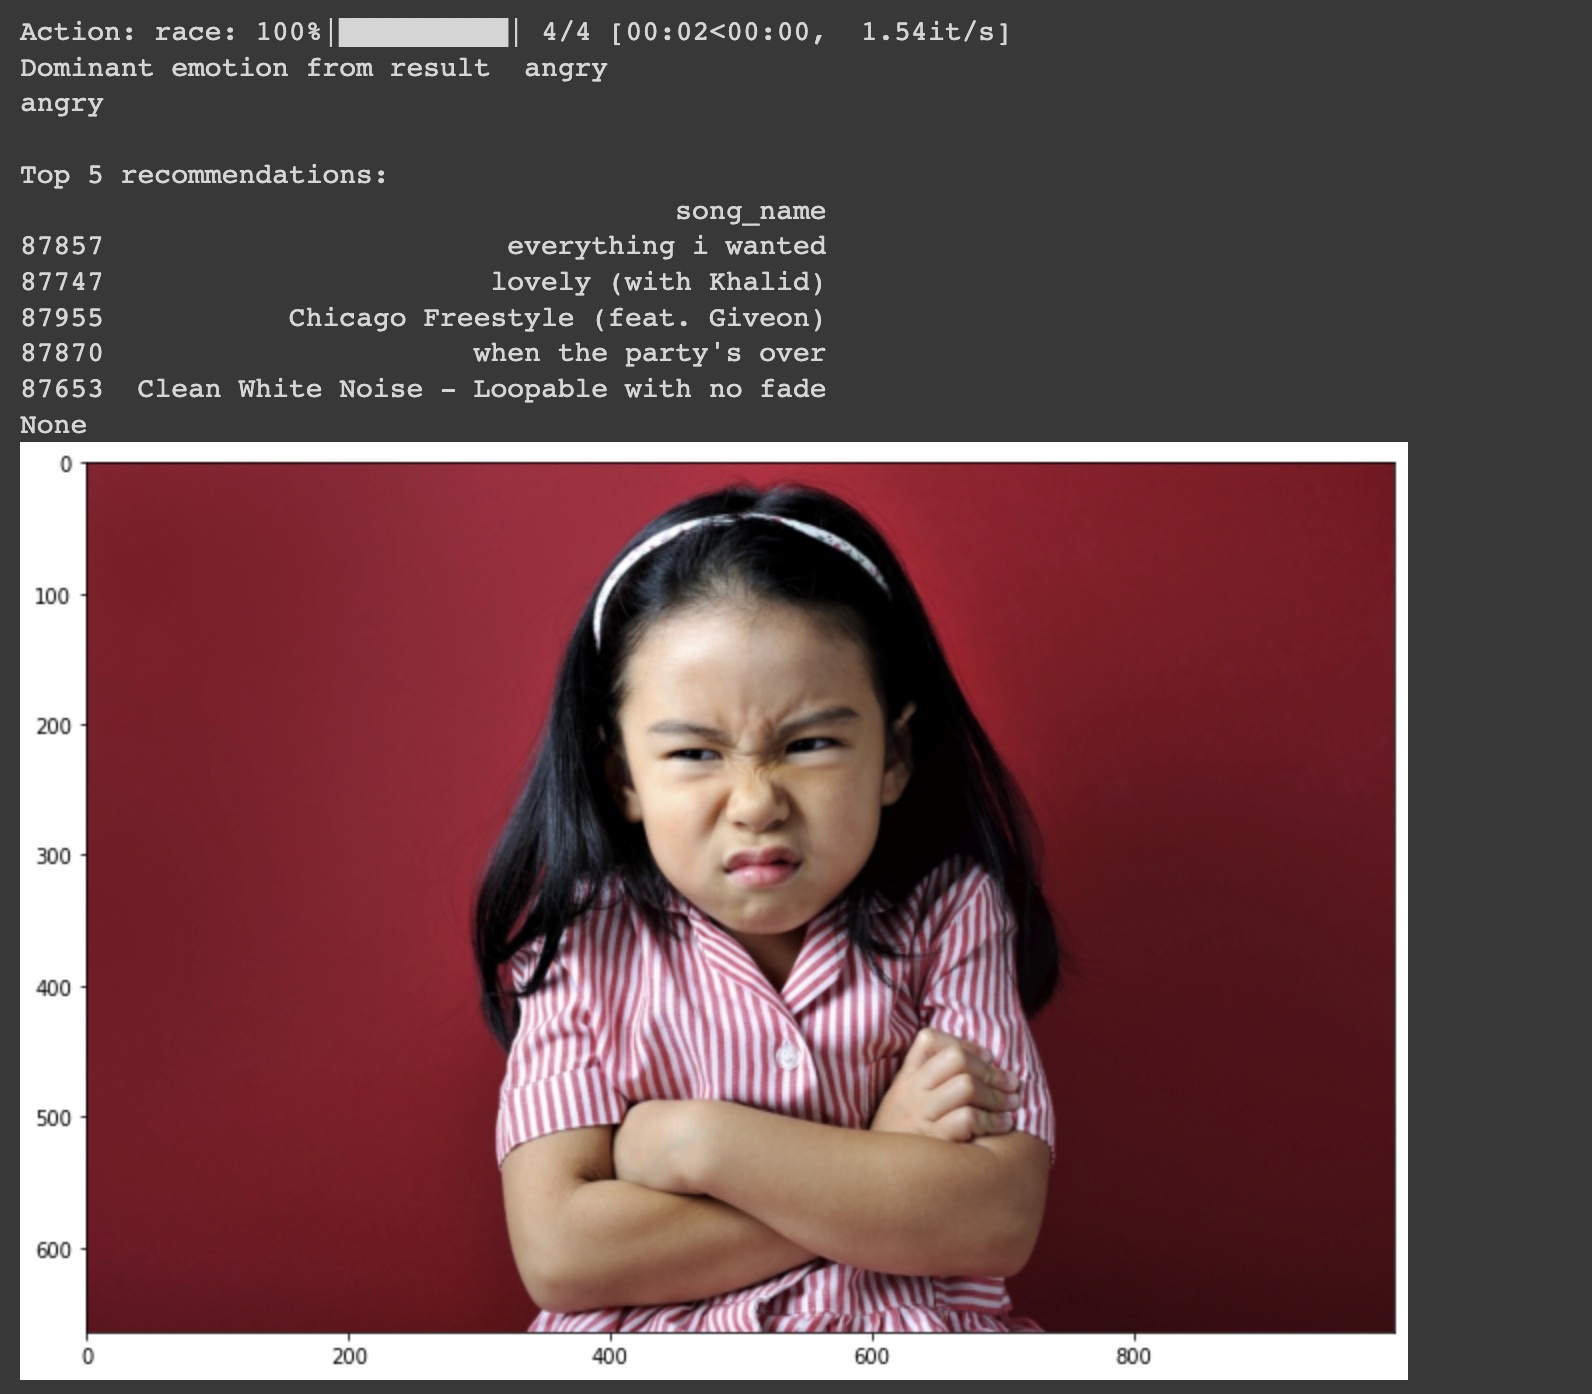 Action: race: 100%|██████████| 4/4 [00:02<00:00,  1.54it/s]
Dominant emotion from result  angry
angry
Top 5 recommendations:
song_name
87857 everything i wanted
87747 lovely (with Khalid)
87955 Chicago Freestyle (feat. Giveon)
87870 when the party's over
87653 Clean White Noise - Loopable with no fade
None
0
100
200
300
400
500
600
0 200 400 600 800